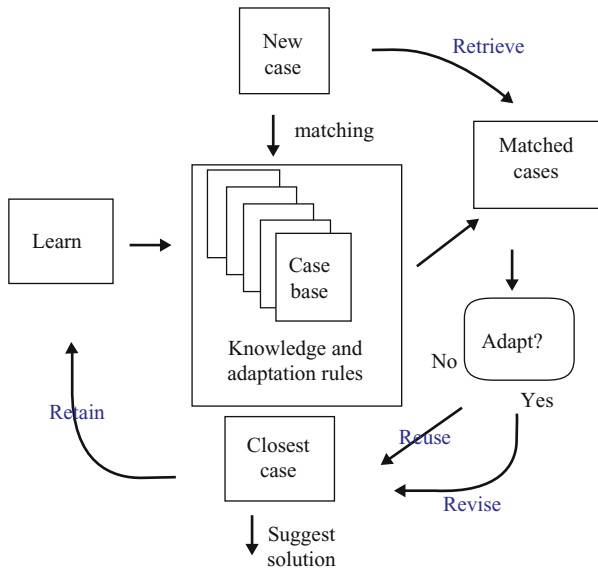 New
case
Retrieve
matching
Matched
cases
Learn
Case
base
Knowledge and
adaptation rules
Adapt?
No
Yes
Retain
Closest
case
Reuse
Revise
Suggest
solution